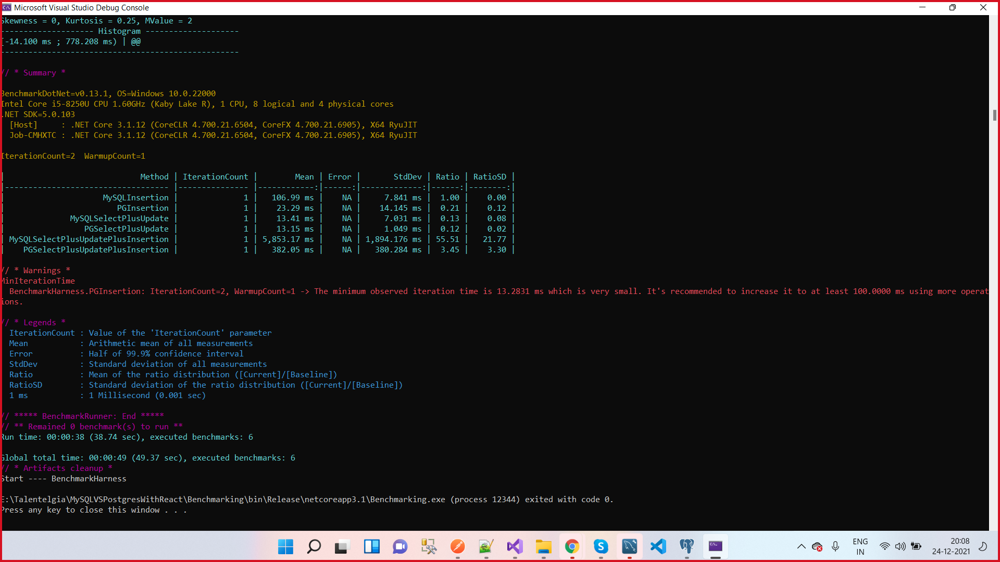 Microsoft Visual Studio Debug Console
Skewness = 0, Kurtosis = 0.25, MValue = 2
-------------------- Histogram --------------------
[-14.100 ms ; 778.208 ms) | @@
---------------------------------------------------
// * Summary *
BenchmarkDotNet=v0.13.1, OS=Windows 10.0.22000
Intel Core i5-8250U CPU 1.60GHz (Kaby Lake R), 1 CPU, 8 logical and 4 physical cores
.NET SDK=5.0.103
[Host]     : .NET Core 3.1.12 (CoreCLR 4.700.21.6504, CoreFX 4.700.21.6905), X64 RyuJIT
Job-CMHXTC : .NET Core 3.1.12 (CoreCLR 4.700.21.6504, CoreFX 4.700.21.6905), X64 RyuJIT
IterationCount=2  WarmupCount=1
|                            Method | IterationCount |        Mean | Error |       StdDev | Ratio | RatioSD |
|---------------------------------- |--------------- |------------:|------:|-------------:|------:|--------:|
|                    MySQLInsertion |              1 |   106.99 ms |    NA |     7.841 ms |  1.00 |    0.00 |
|                       PGInsertion |              1 |    23.29 ms |    NA |    14.145 ms |  0.21 |    0.12 |
|             MySQLSelectPlusUpdate |              1 |    13.41 ms |    NA |     7.031 ms |  0.13 |    0.08 |
|                PGSelectPlusUpdate |              1 |    13.15 ms |    NA |     1.049 ms |  0.12 |    0.02 |
| MySQLSelectPlusUpdatePlusInsertion |              1 | 5,853.17 ms |    NA | 1,894.176 ms | 55.51 |   21.77 |
|    PGSelectPlusUpdatePlusInsertion |              1 |   382.05 ms |    NA |   380.284 ms |  3.45 |    3.30 |
// * Warnings *
MinIterationTime
BenchmarkHarness.PGInsertion: IterationCount=2, WarmupCount=1 -> The minimum observed iteration time is 13.2831 ms which is very small. It's recommended to increase it to at least 100.0000 ms using more operat
ions.
// * Legends *
IterationCount : Value of the 'IterationCount' parameter
Mean           : Arithmetic mean of all measurements
Error          : Half of 99.9% confidence interval
StdDev         : Standard deviation of all measurements
Ratio          : Mean of the ratio distribution ([Current]/[Baseline])
RatioSD        : Standard deviation of the ratio distribution ([Current]/[Baseline])
1 ms           : 1 Millisecond (0.001 sec)
// ***** BenchmarkRunner: End *****
// ** Remained 0 benchmark(s) to run **
Run time: 00:00:38 (38.74 sec), executed benchmarks: 6
Global total time: 00:00:49 (49.37 sec), executed benchmarks: 6
// * Artifacts cleanup *
Start ---- BenchmarkHarness
E:\Talentelgia\MySQLVSPostgresWithReact\Benchmarking\bin\Release\netcoreapp3.1\Benchmarking.exe (process 12344) exited with code 0.
Press any key to close this window . . .
ENG
IN
20:08
24-12-2021